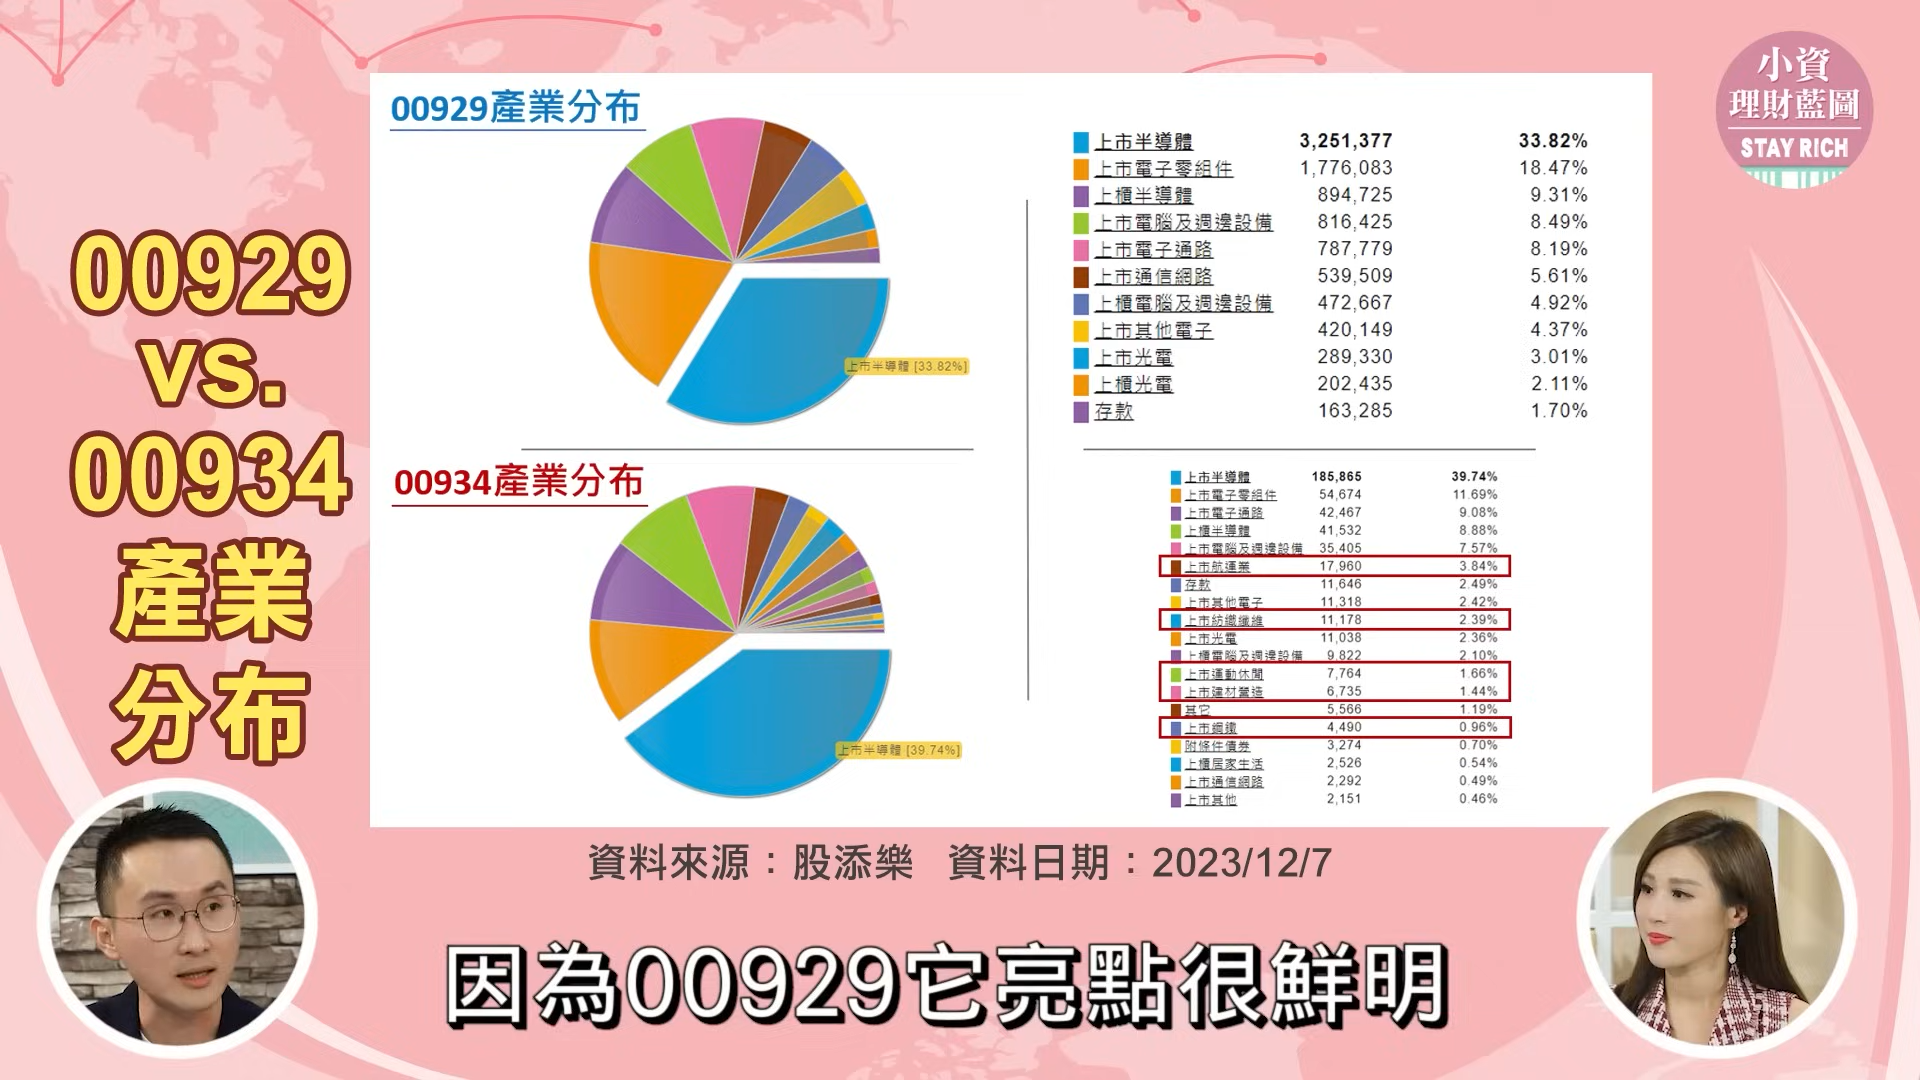 小資
理財藍圖
STAY RICH
00929
vs.
00934
產業
分布
00929產業分布
上市半導體 [33.82%]
上市半導體 3,251,377 33.82%
上市電子零組件 1,776,083 18.47%
上櫃半導體 894,725 9.31%
上市電腦及週邊設備 816,425 8.49%
上市電子通路 787,779 8.19%
上市通信網路 539,509 5.61%
上櫃電腦及週邊設備 472,667 4.92%
上市其他電子 420,149 4.37%
上市光電 289,330 3.01%
上櫃光電 202,435 2.11%
存款 163,285 1.70%
00934產業分布
上市半導體 [39.74%]
上市半導體 185,865 39.74%
上市電子零組件 54,674 11.69%
上市電子通路 42,467 9.08%
上櫃半導體 41,532 8.88%
上市電腦及週邊設備 35,405 7.57%
上市航運業 17,960 3.84%
存款 11,646 2.49%
上市其他電子 11,318 2.42%
上市紡織纖維 11,178 2.39%
上市光電 11,038 2.36%
上櫃電腦及週邊設備 9,822 2.10%
上市運動休閒 7,764 1.66%
上市建材營造 6,735 1.44%
其它 5,566 1.19%
上市鋼鐵 4,490 0.96%
附條件債券 3,274 0.70%
上櫃居家生活 2,526 0.54%
上市通信網路 2,292 0.49%
上市其他 2,151 0.46%
資料來源：股添樂 資料日期：2023/12/7
因為00929它亮點很鮮明